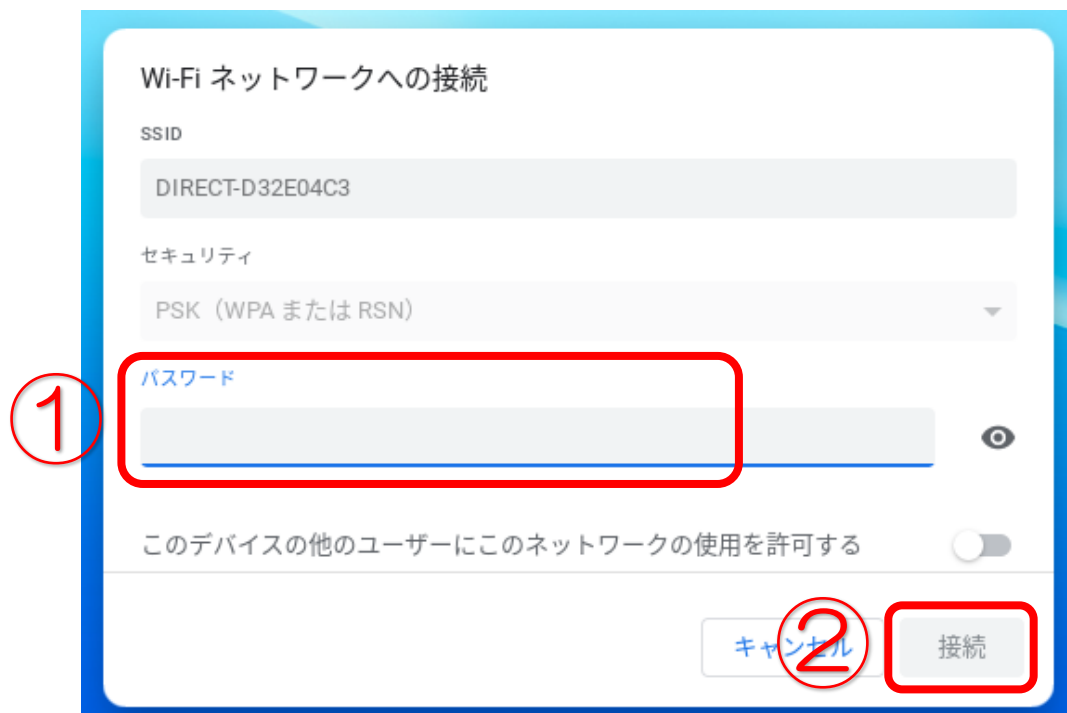 Wi-Fi ネットワークへの接続
SSID
DIRECT-D32E04C3
セキュリティ
PSK（WPA または RSN）
①
パスワード
このデバイスの他のユーザーにこのネットワークの使用を許可する
キャンセル
②
接続